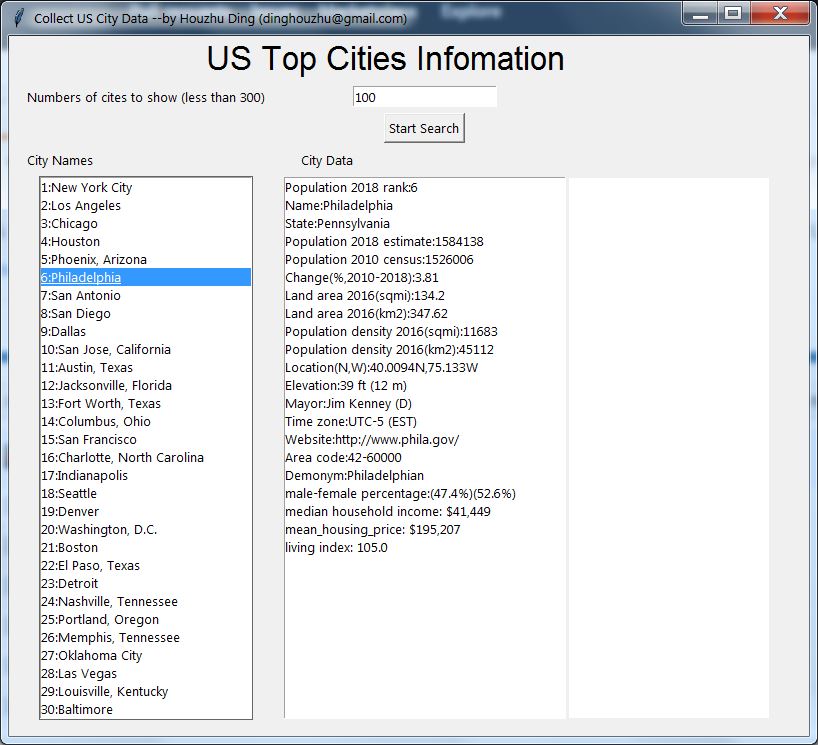 Collect US City Data --by Houzhu Ding (dinghouzhu@gmail.com)
US Top Cities Infomation
Numbers of cites to show (less than 300)
100
Start Search
City Names
City Data
1:New York City
2:Los Angeles
3:Chicago
4:Houston
5:Phoenix, Arizona
6:Philadelphia
7:San Antonio
8:San Diego
9:Dallas
10:San Jose, California
11:Austin, Texas
12:Jacksonville, Florida
13:Fort Worth, Texas
14:Columbus, Ohio
15:San Francisco
16:Charlotte, North Carolina
17:Indianapolis
18:Seattle
19:Denver
20:Washington, D.C.
21:Boston
22:El Paso, Texas
23:Detroit
24:Nashville, Tennessee
25:Portland, Oregon
26:Memphis, Tennessee
27:Oklahoma City
28:Las Vegas
29:Louisville, Kentucky
30:Baltimore
Population 2018 rank:6
Name:Philadelphia
State:Pennsylvania
Population 2018 estimate:1584138
Population 2010 census:1526006
Change(%,2010-2018):3.81
Land area 2016(sqmi):134.2
Land area 2016(km2):347.62
Population density 2016(sqmi):11683
Population density 2016(km2):45112
Location(N,W):40.0094N,75.133W
Elevation:39 ft (12 m)
Mayor:Jim Kenney (D)
Time zone:UTC-5 (EST)
Website:http://www.phila.gov/
Area code:42-60000
Demonym:Philadelphian
male-female percentage:(47.4%)(52.6%)
median household income: $41,449
mean_housing_price: $195,207
living index: 105.0